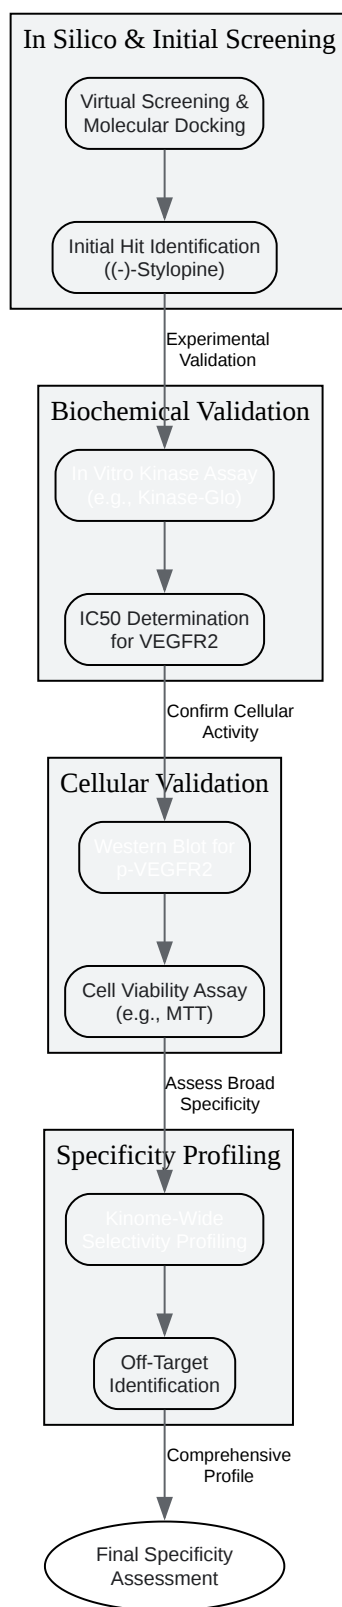 In Silico & Initial Screening
Virtual Screening &
Molecular Docking
Initial Hit Identification
((-)-Stylopine)
Experimental
Validation
Biochemical Validation
In Vitro Kinase Assay
(e.g., Kinase-Glo)
IC50 Determination
for VEGFR2
Confirm Cellular
Activity
Cellular Validation
Western Blot for
p-VEGFR2
Cell Viability Assay
(e.g., MTT)
Assess Broad
Specificity
Specificity Profiling
Kinome-Wide
Selectivity Profiling
Off-Target
Identification
Comprehensive
Profile
Final Specificity
Assessment